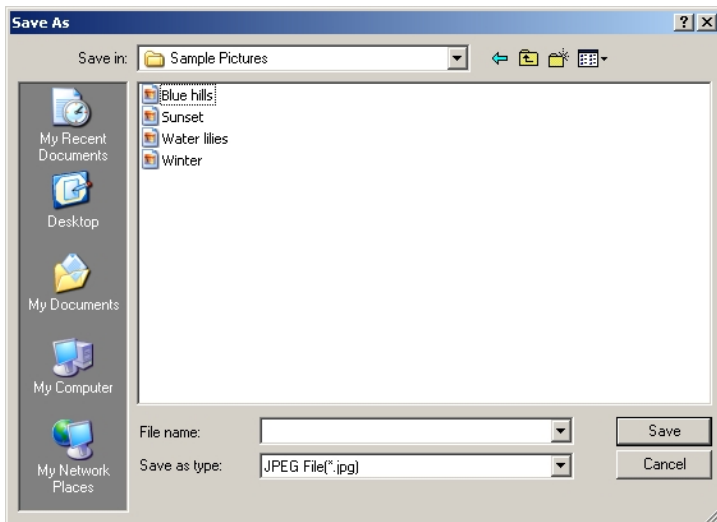 Save As
Save in: Sample Pictures
My Recent
Documents
Desktop
My Documents
My Computer
My Network
Places
Blue hills
Sunset
Water lilies
Winter
File name:
Save
Save as type: JPEG File(*.jpg)
Cancel